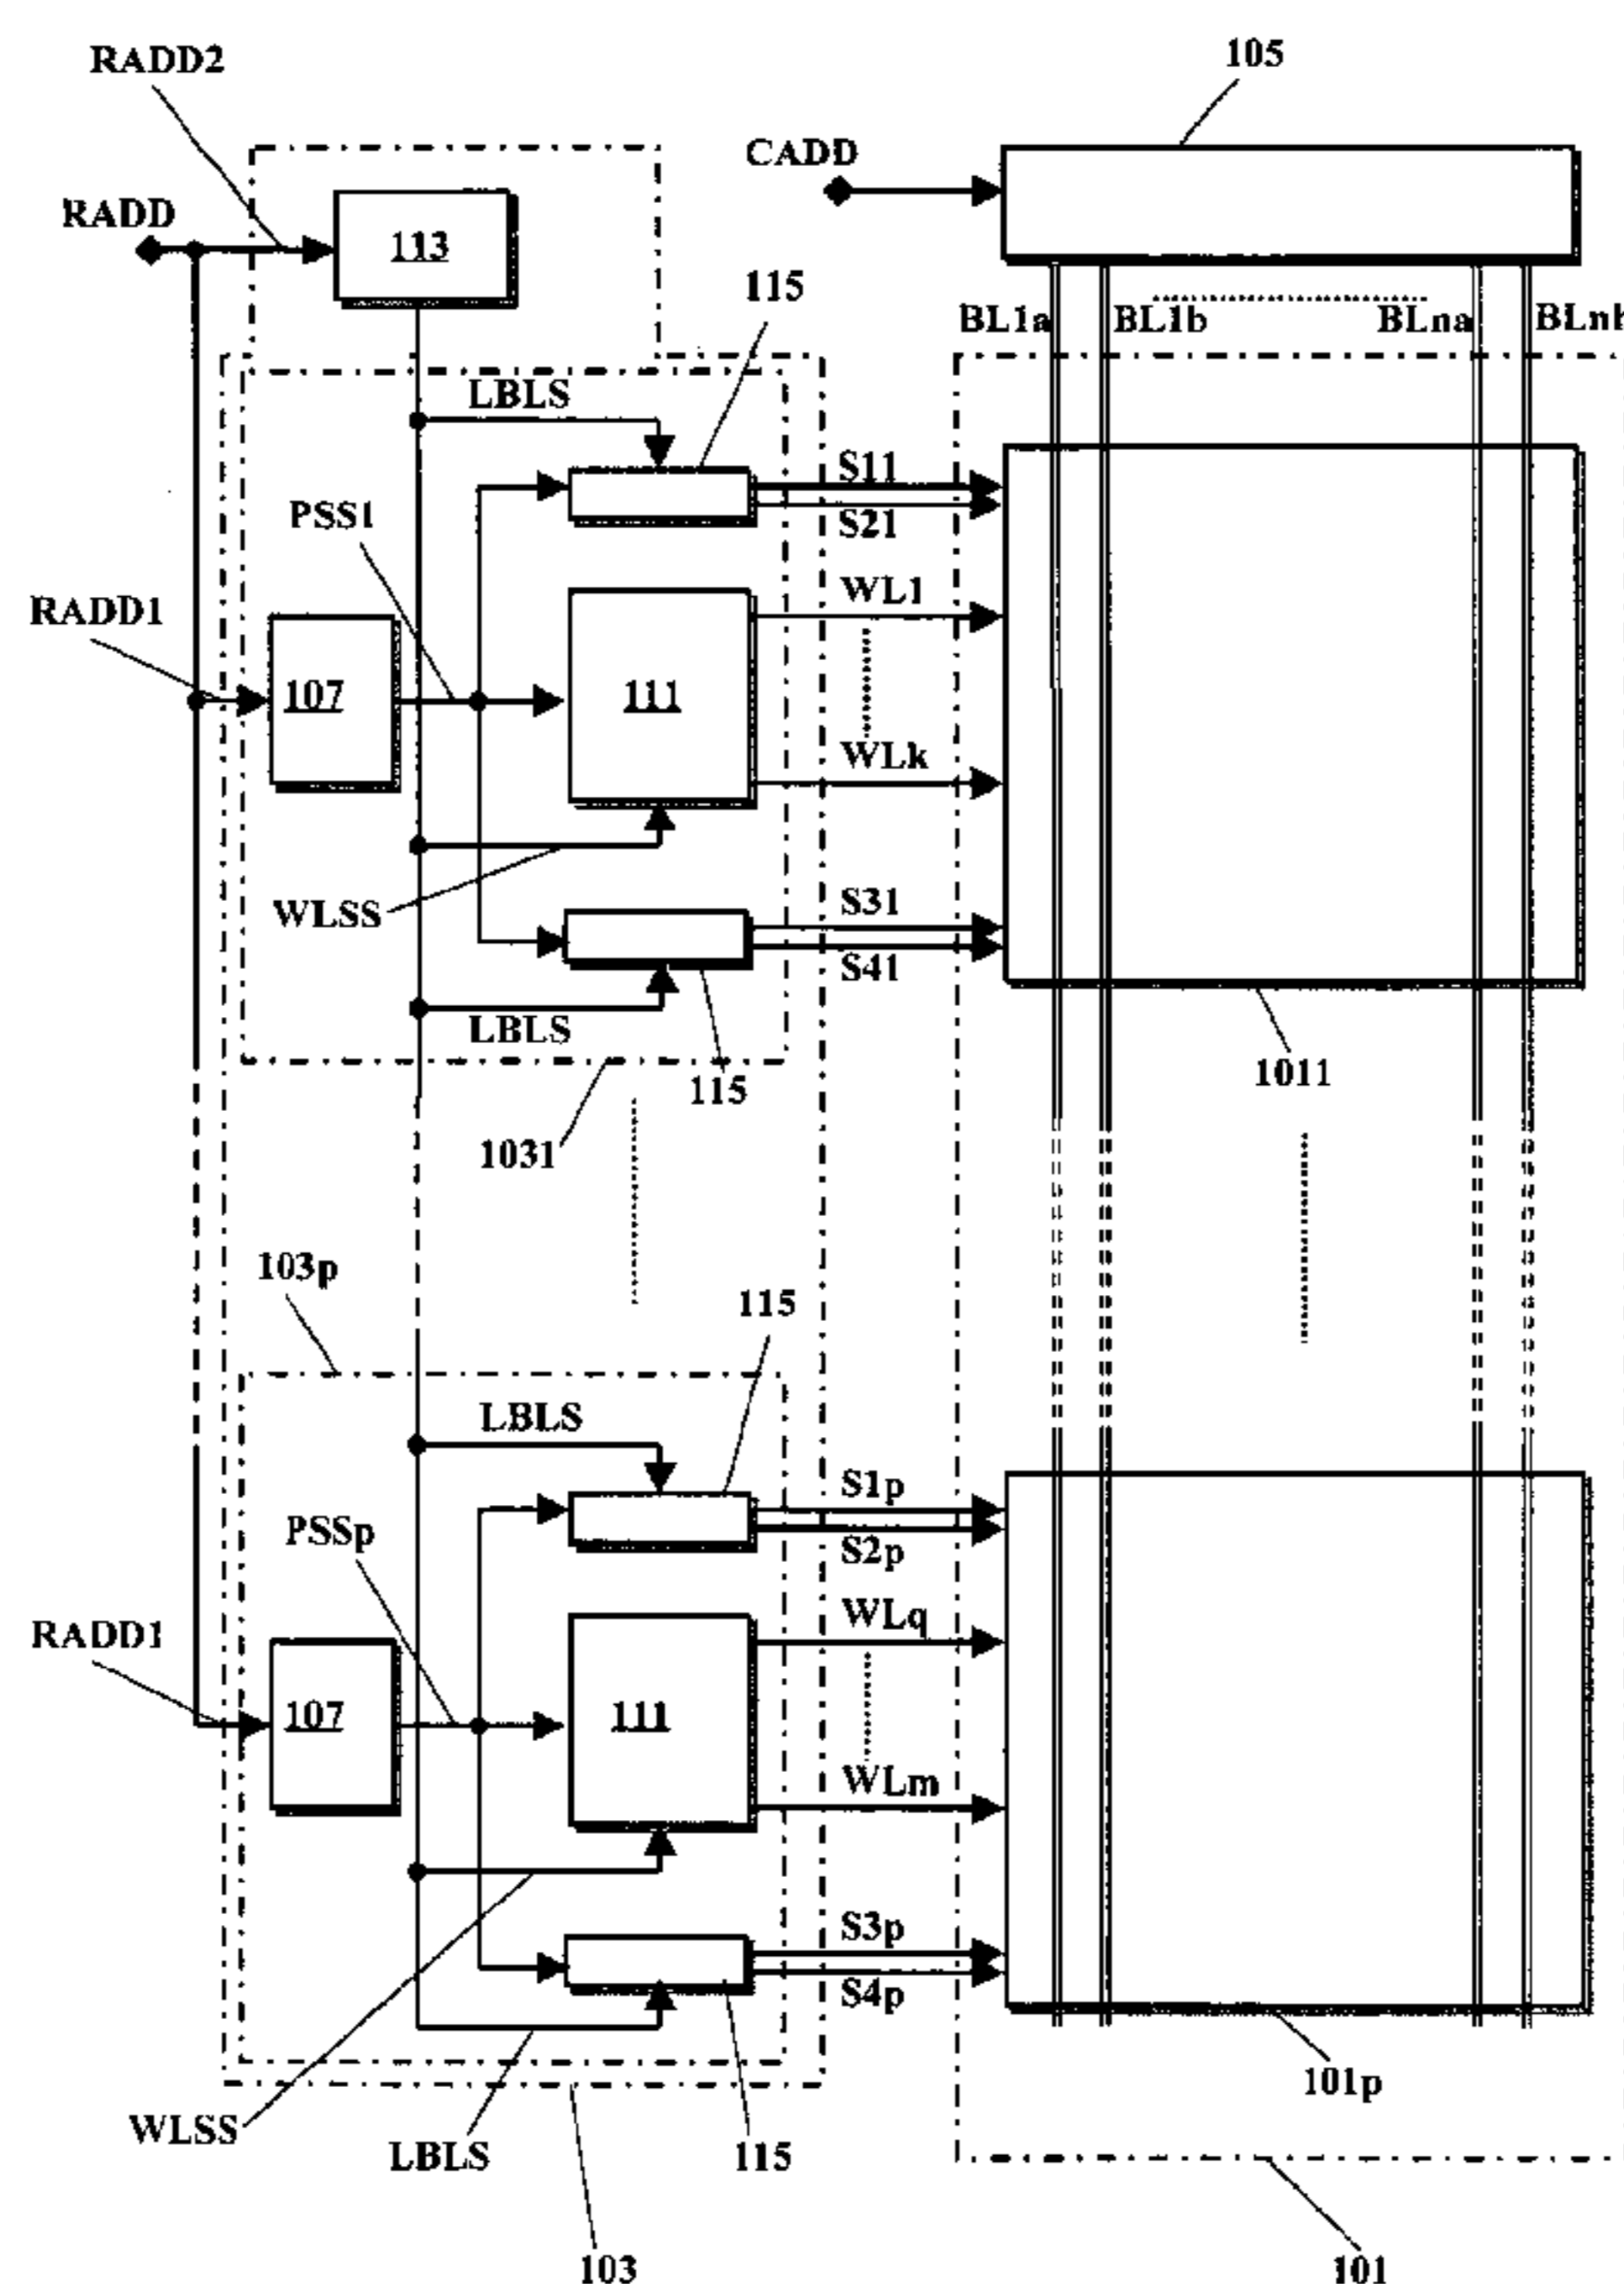 RADD2
105
CADD
RADD
113
115
BL1a
BL1b
BLna
LBLS
S11
PSS1
S21
WL1
RADD1
107
111
WLk
WLSS
S31
S41
LBLS
115
1011
1031
103p
115
LBLS
S1p
PSSp
S2p
WLq
RADD1
107
111
WLm
S3p
S4p
101p
WLSS
LBLS
115
103
101